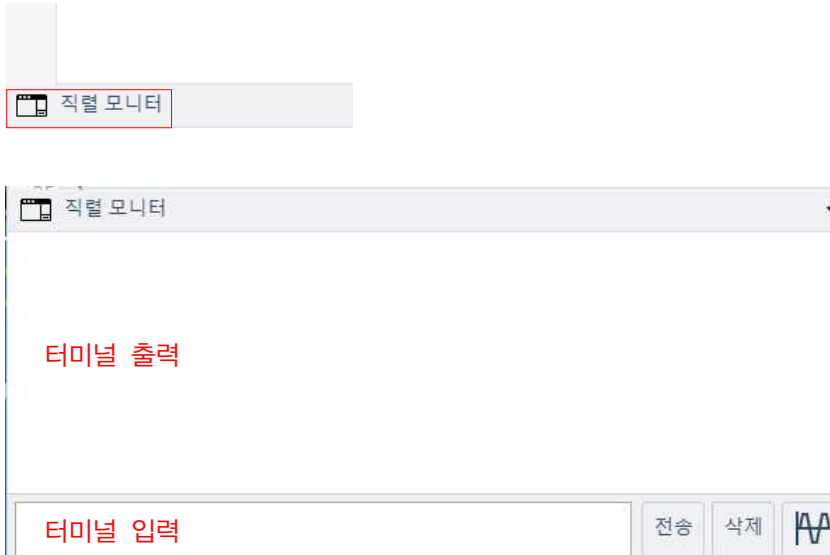 직렬 모니터
직렬 모니터
터미널 출력
터미널 입력
전송
삭제